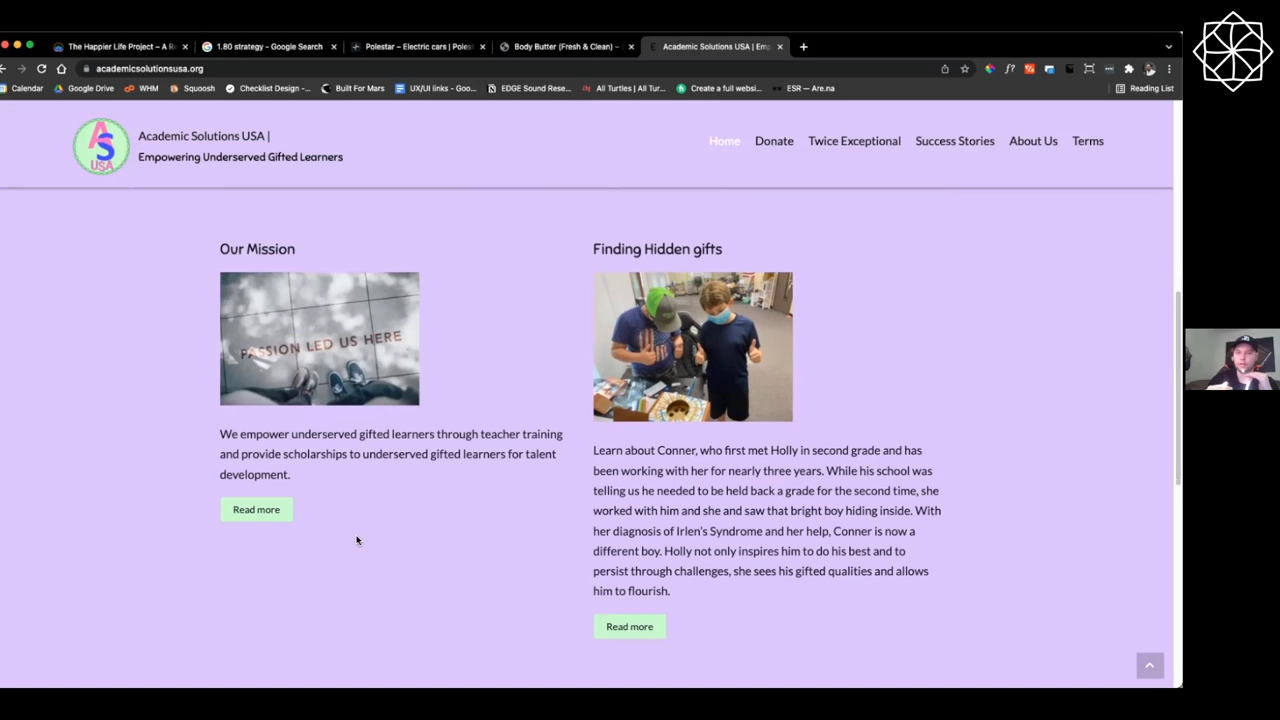 The Happier Life Project – A R
1.80 strategy - Google Search
Polestar – Electric cars | Poles
Body Butter (Fresh & Clean) –
Academic Solutions USA | Emp
academicsolutionsusa.org
Calendar
Google Drive
WHM
Squoosh
Checklist Design -...
Built For Mars
UX/UI links - Goo...
EDGE Sound Rese...
All Turtles | All Tur...
Create a full websi...
ESR — Are.na
Reading List
AS
USA
Academic Solutions USA |
Empowering Underserved Gifted Learners
Home
Donate
Twice Exceptional
Success Stories
About Us
Terms
Our Mission
PASSION LED US HERE
We empower underserved gifted learners through teacher training
and provide scholarships to underserved gifted learners for talent
development.
Read more
Finding Hidden gifts
Learn about Conner, who first met Holly in second grade and has
been working with her for nearly three years. While his school was
telling us he needed to be held back a grade for the second time, she
worked with him and she and saw that bright boy hiding inside. With
her diagnosis of Irlen's Syndrome and her help, Conner is now a
different boy. Holly not only inspires him to do his best and to
persist through challenges, she sees his gifted qualities and allows
him to flourish.
Read more